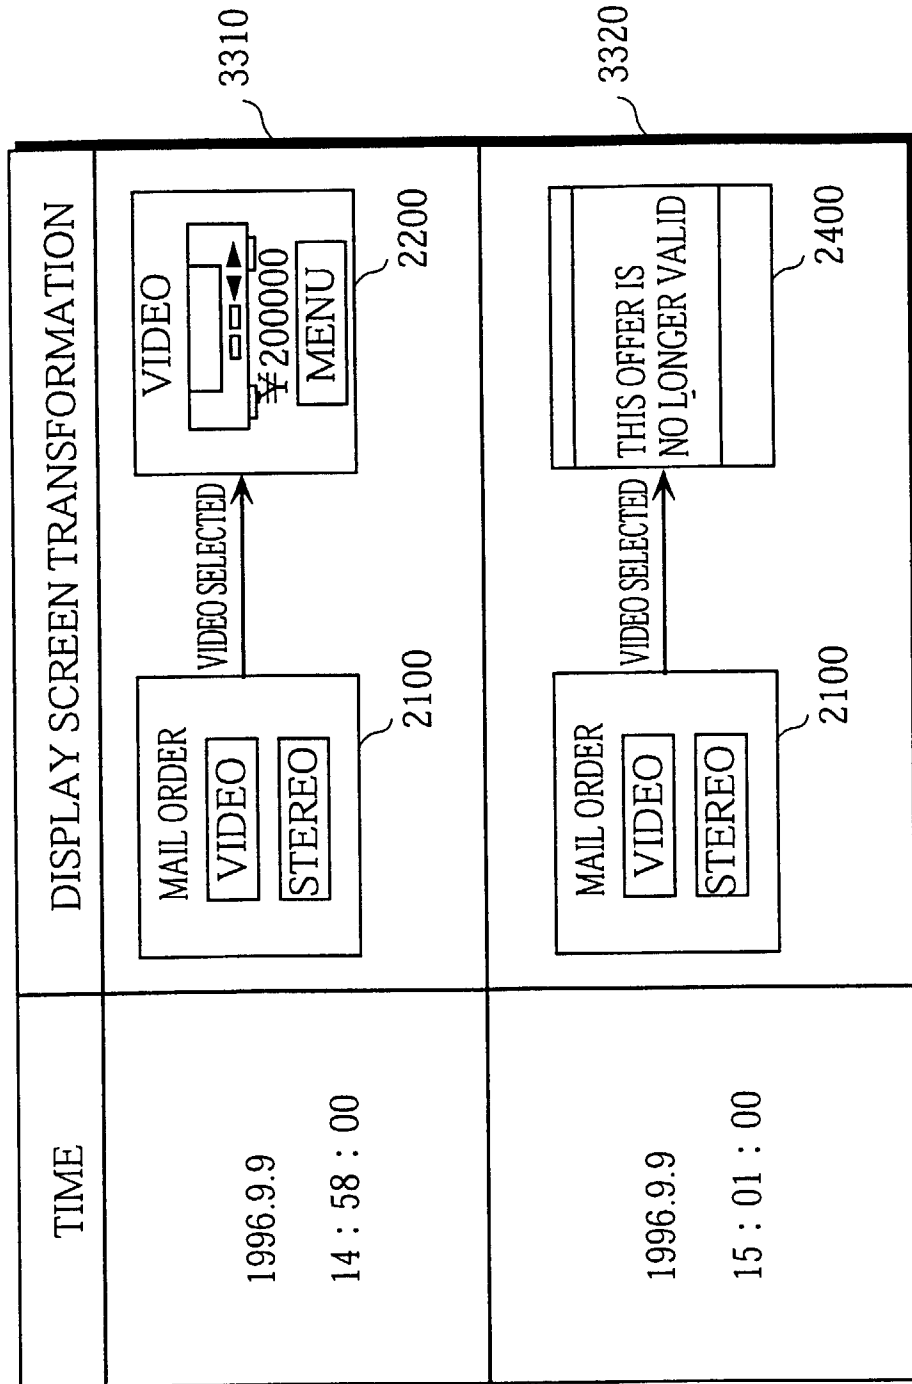 TIME
DISPLAY SCREEN TRANSFORMATION
1996.9.9
14 : 58 : 00
MAIL ORDER
VIDEO
STEREO
2100
VIDEO SELECTED
VIDEO
¥200000
MENU
2200
3310
1996.9.9
15 : 01 : 00
MAIL ORDER
VIDEO
STEREO
2100
VIDEO SELECTED
THIS OFFER IS
NO LONGER VALID
2400
3320